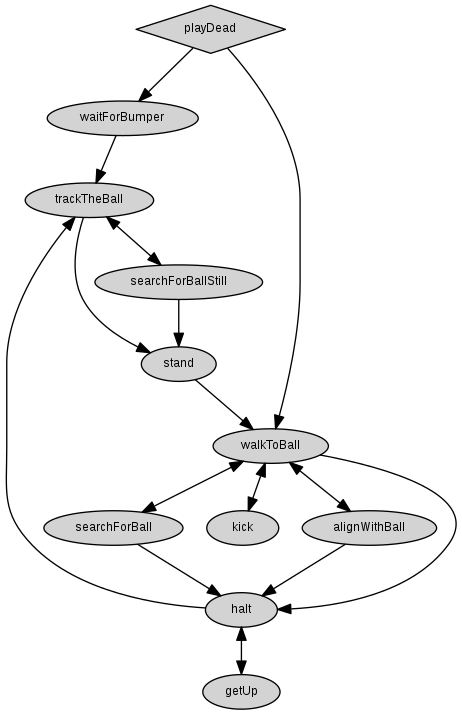 playDead
waitForBumper
trackTheBall
searchForBallStill
stand
walkToBall
searchForBall
kick
alignWithBall
halt
getUp